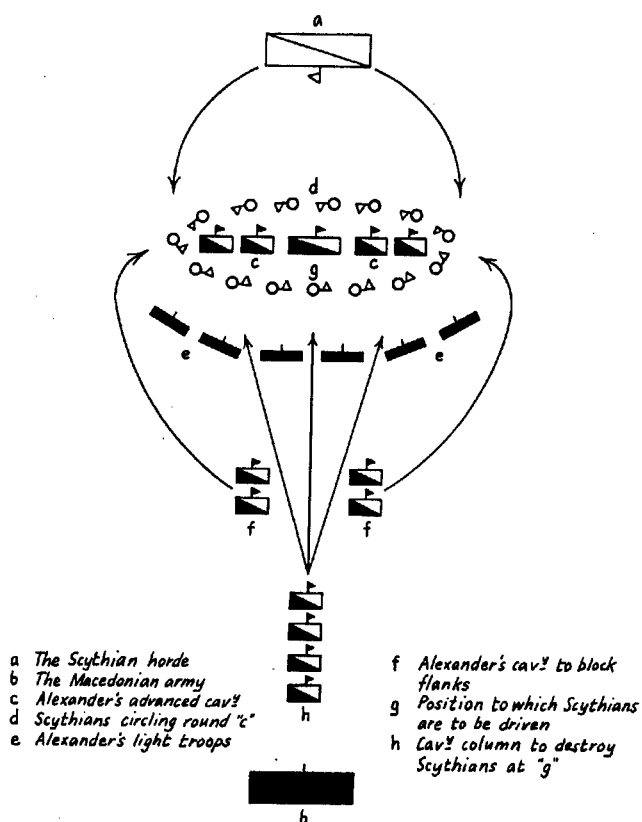 a
d
c
g
c
e
e
f
f
h
b
a The Scythian horde
b The Macedonian army
c Alexander's advanced cavy
d Scythians circling round "c"
e Alexander's light troops
f Alexander's cavy to block
flanks
g Position to which Scythians
are to be driven
h Cavy column to destroy
Scythians at "g"